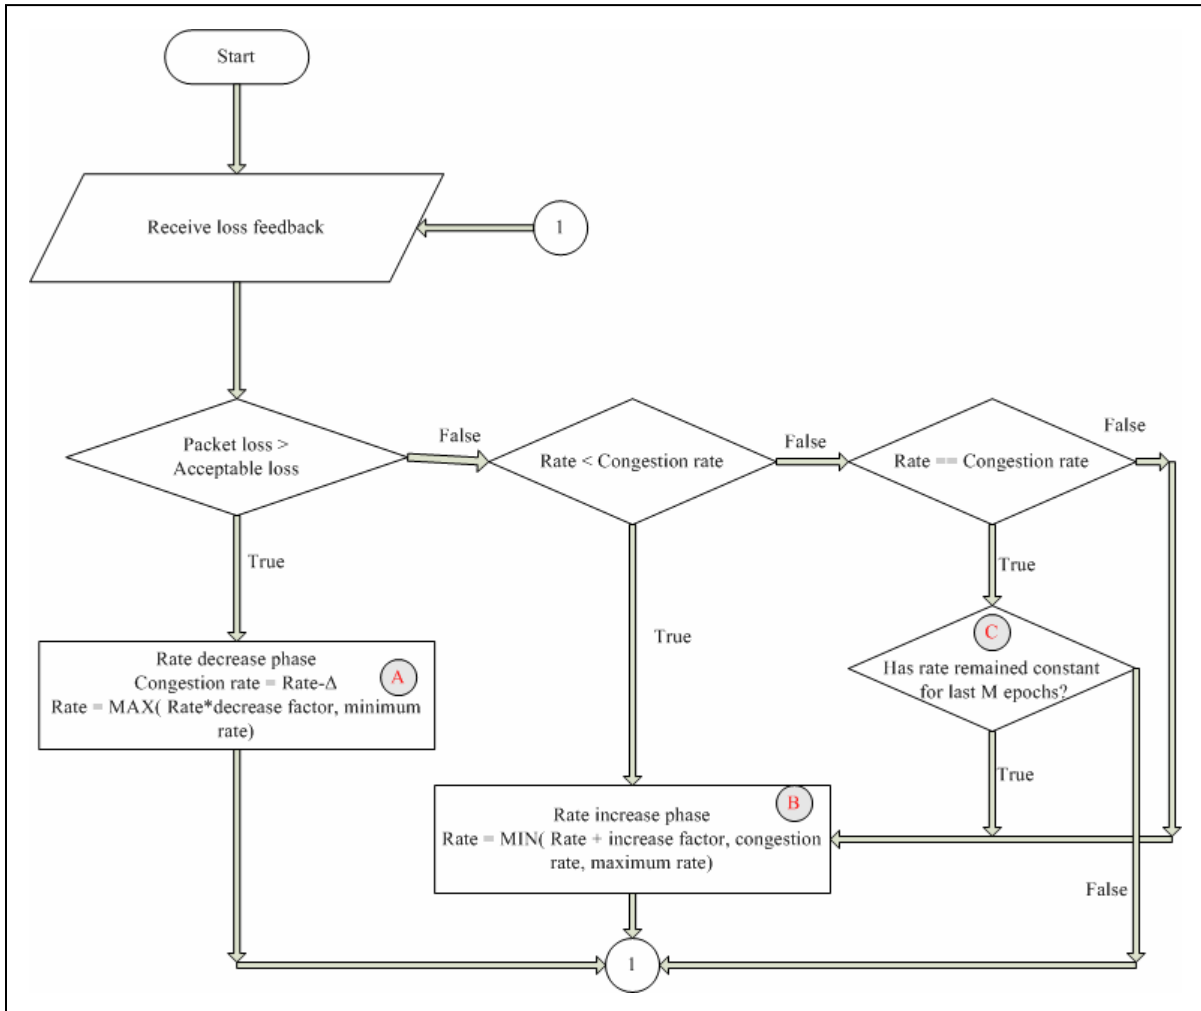 Start
Receive loss feedback
1
Packet loss >
Acceptable loss
False
Rate < Congestion rate
False
Rate == Congestion rate
False
True
True
True
C
Has rate remained constant
for last M epochs?
Rate decrease phase
Congestion rate = Rate-Δ
Rate = MAX( Rate*decrease factor, minimum
rate)
A
True
B
Rate increase phase
Rate = MIN( Rate + increase factor, congestion
rate, maximum rate)
False
1